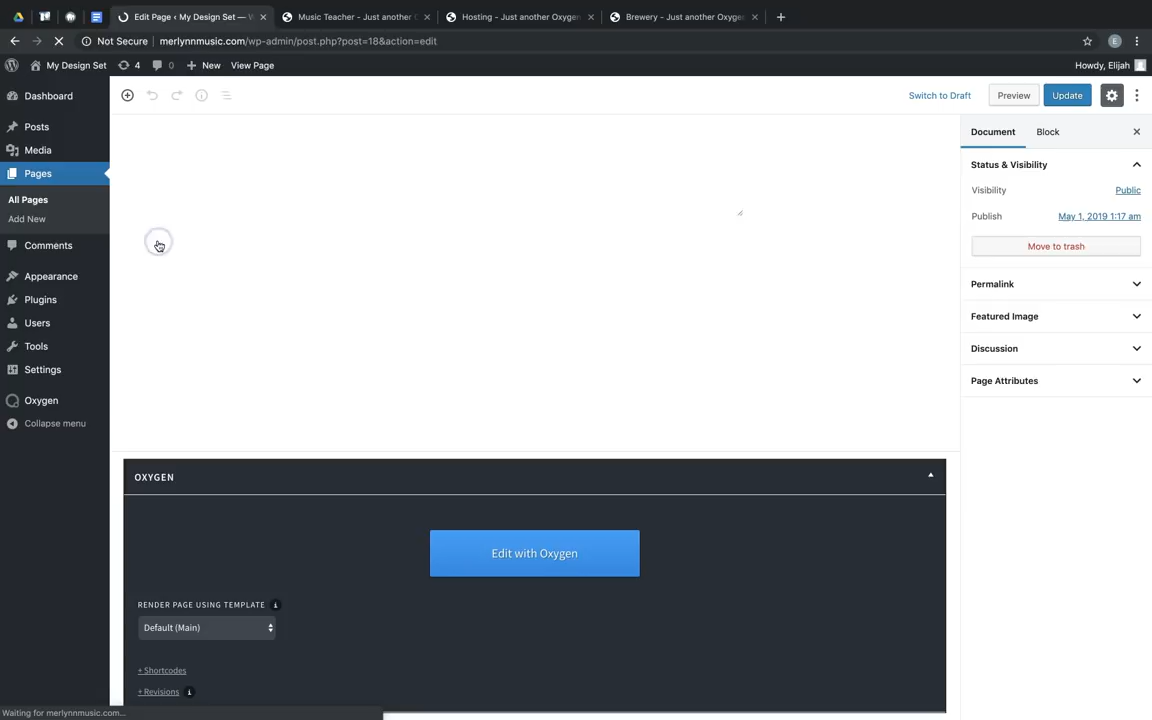 Edit Page ‹ My Design Set — W
Music Teacher - Just another O
Hosting - Just another Oxygen
Brewery - Just another Oxygen
Not Secure merlynnmusic.com/wp-admin/post.php?post=18&action=edit
E
My Design Set 4 0 New View Page
Howdy, Elijah
Dashboard
Posts
Media
Pages
All Pages
Add New
Comments
Appearance
Plugins
Users
Tools
Settings
Oxygen
Collapse menu
Switch to Draft Preview Update
Document Block
Status & Visibility
Visibility Public
Publish May 1, 2019 1:17 am
Move to trash
Permalink
Featured Image
Discussion
Page Attributes
OXYGEN
Edit with Oxygen
RENDER PAGE USING TEMPLATE i
Default (Main)
+ Shortcodes
+ Revisions i
Waiting for merlynnmusic.com...